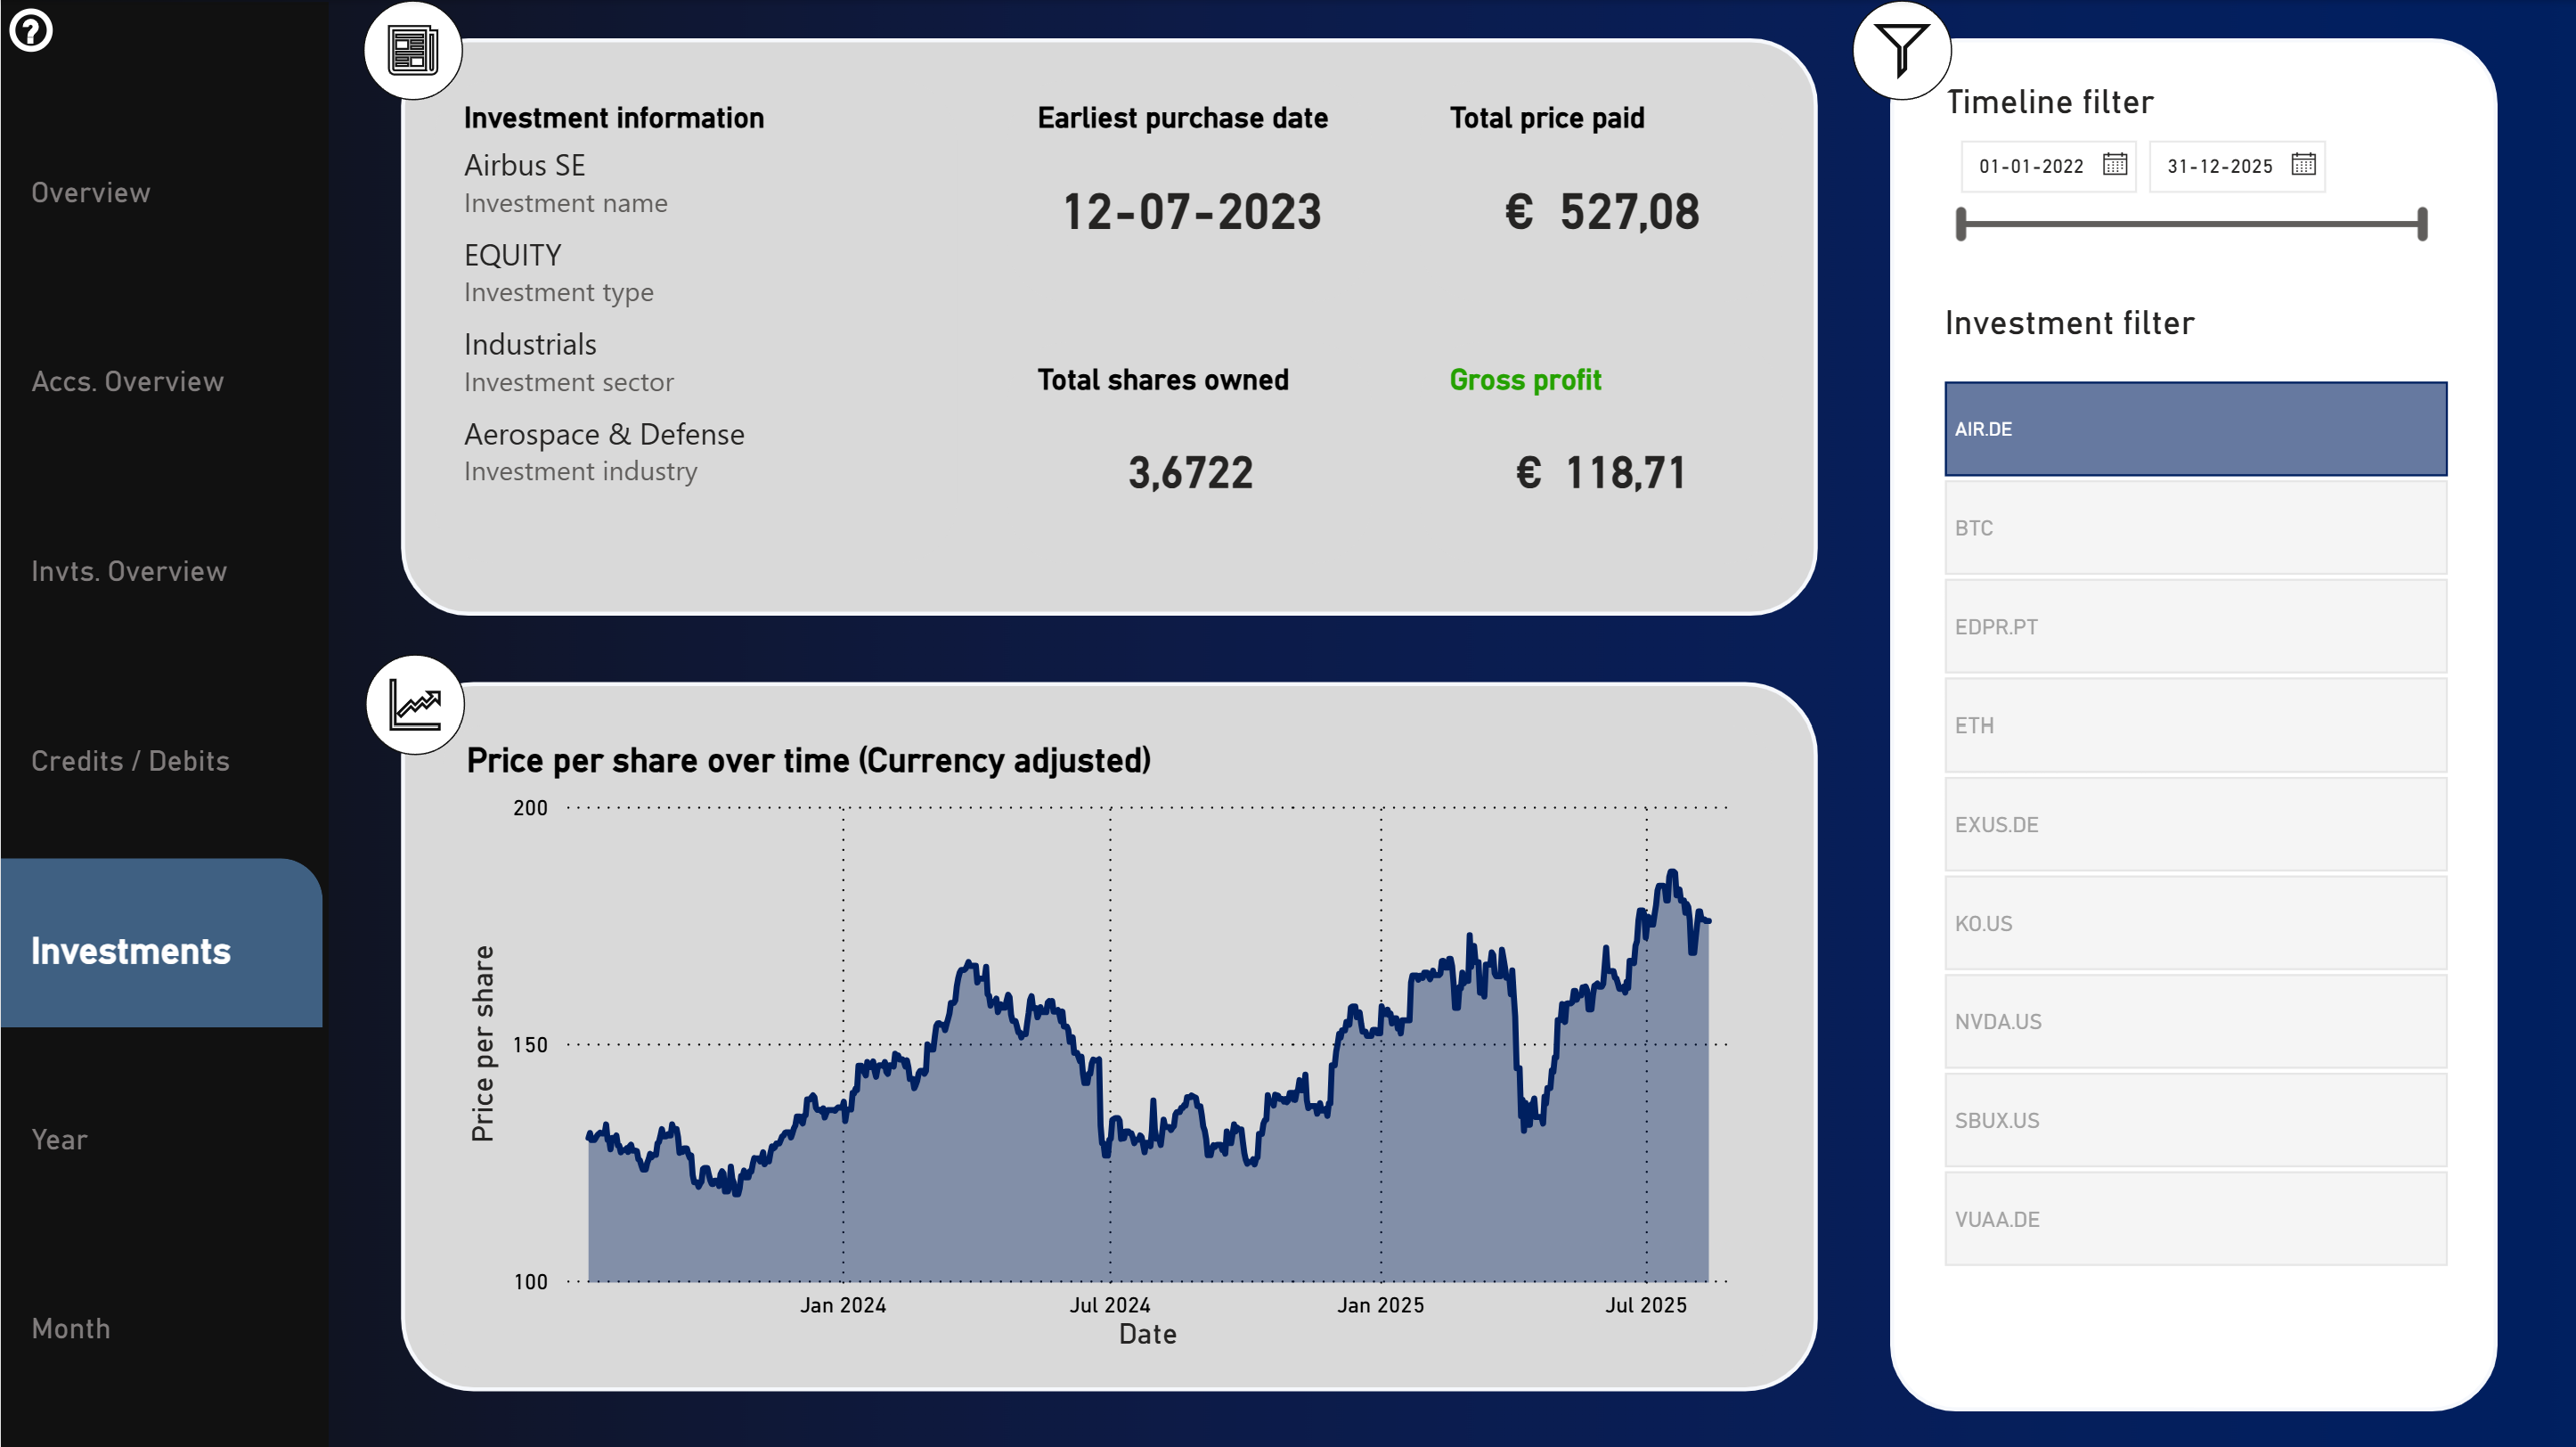 ?
Overview
Accs. Overview
Invts. Overview
Credits / Debits
Investments
Year
Month
Investment information
Airbus SE
Investment name
EQUITY
Investment type
Industrials
Investment sector
Aerospace & Defense
Investment industry
Earliest purchase date
12-07-2023
Total price paid
€ 527,08
Total shares owned
3,6722
Gross profit
€ 118,71
Price per share over time (Currency adjusted)
Price per share
200
150
100
Jan 2024
Jul 2024
Jan 2025
Jul 2025
Date
Timeline filter
01-01-2022
31-12-2025
Investment filter
AIR.DE
BTC
EDPR.PT
ETH
EXUS.DE
KO.US
NVDA.US
SBUX.US
VUAA.DE